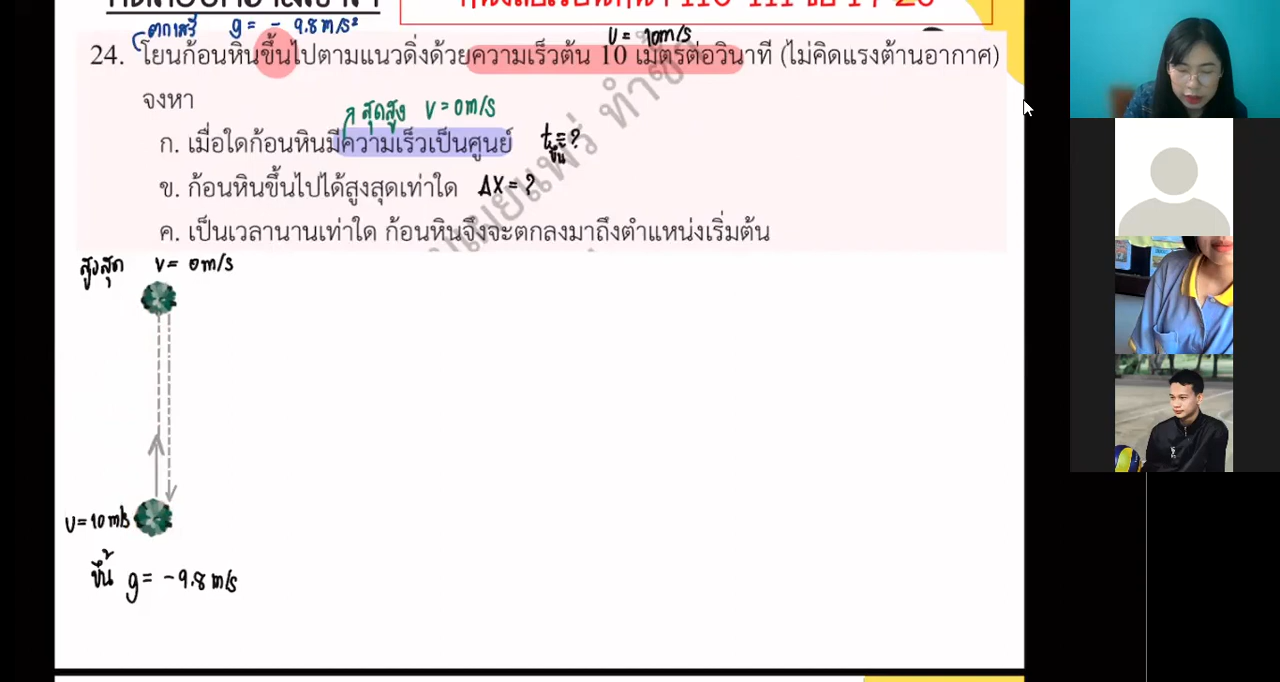 ตกเสรี g = - 9.8 m/s²
u = 10m/s
24. โยนก้อนหินขึ้นไปตามแนวดิ่งด้วยความเร็วต้น 10 เมตรต่อวินาที (ไม่คิดแรงต้านอากาศ)
จงหา
สุดสูง v = 0 m/s
ก. เมื่อใดก้อนหินมีความเร็วเป็นศูนย์ tขึ้น = ?
ข. ก้อนหินขึ้นไปได้สูงสุดเท่าใด Δx = ?
ค. เป็นเวลานานเท่าใด ก้อนหินจึงจะตกลงมาถึงตำแหน่งเริ่มต้น
สูงสุด v = 0 m/s
u = 10 m/s
ขึ้น g = - 9.8 m/s